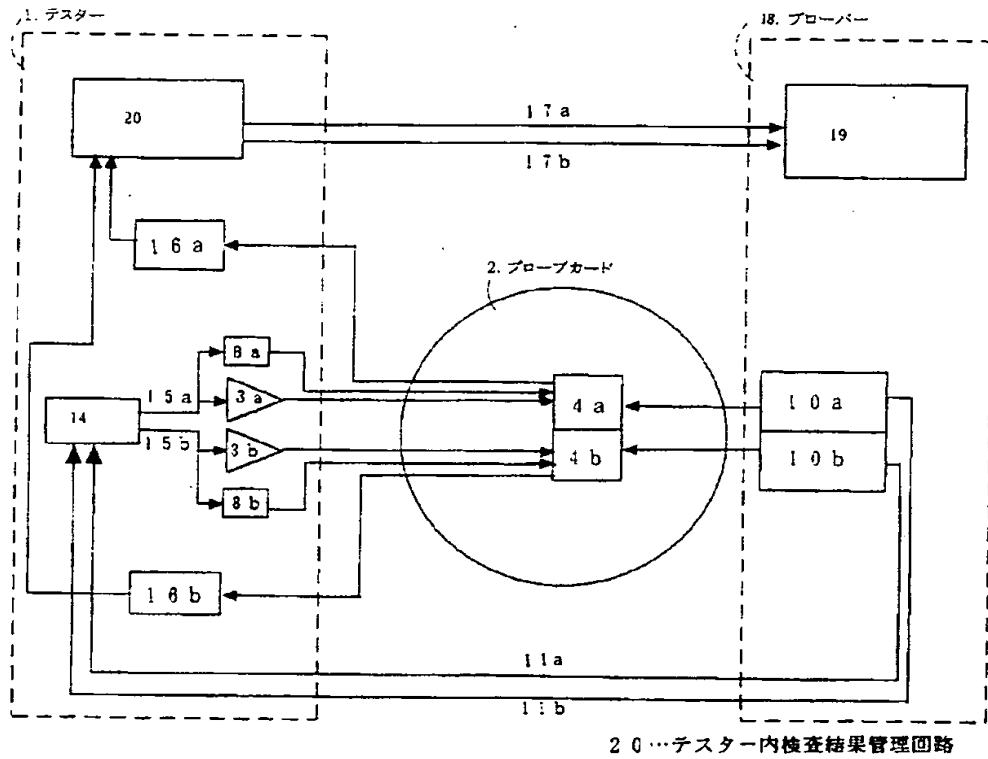 1. テスター
18. プローバー
20
17a
19
17b
16a
2. プローブカード
8a
15a
3a
4a
10a
14
15b
3b
4b
10b
8b
16b
11a
11b
20…テスター内検査結果管理回路